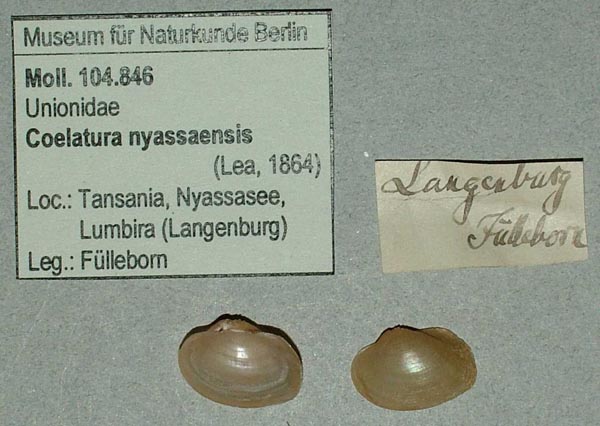 Museum für Naturkunde Berlin
Moll. 104.846
Unionidae
Coelatura nyassaensis
(Lea, 1864)
Loc.: Tansania, Nyassasee,
Lumbira (Langenburg)
Leg.: Fülleborn
Langenburg
Fülleborn